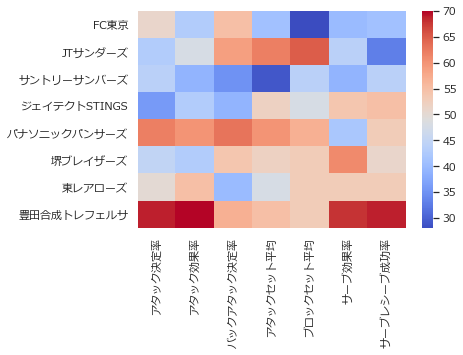 FC東京
JTサンダーズ
サントリーサンバーズ
ジェイテクトSTINGS
パナソニックパンサーズ
堺ブレイザーズ
東レアローズ
豊田合成トレフェルサ
アタック決定率
アタック効果率
バックアタック決定率
アタックセット平均
ブロックセット平均
サーブ効果率
サーブレシーブ成功率
70
65
60
55
50
45
40
35
30